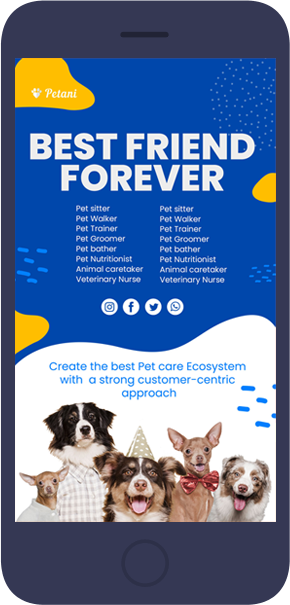 Petani
BEST FRIEND
FOREVER
Pet sitter
Pet Walker
Pet Trainer
Pet Groomer
Pet bather
Pet Nutritionist
Animal caretaker
Veterinary Nurse
Pet sitter
Pet Walker
Pet Trainer
Pet Groomer
Pet bather
Pet Nutritionist
Animal caretaker
Veterinary Nurse
Create the best Pet care Ecosystem
with a strong customer-centric
approach